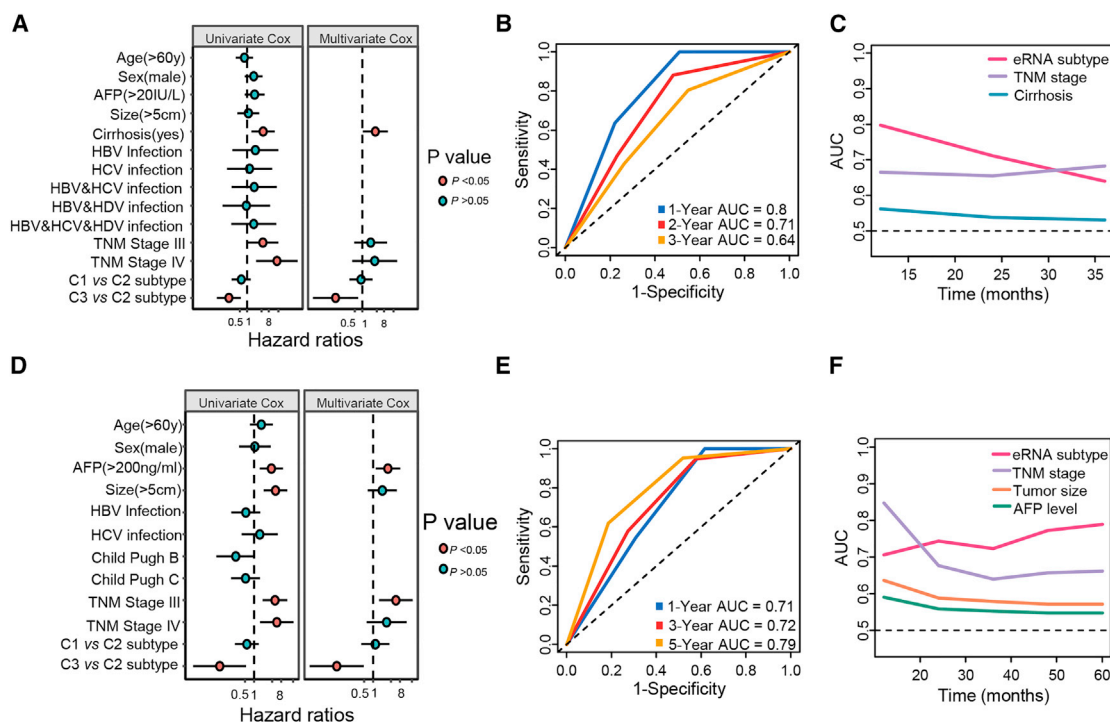 A
Univariate Cox Multivariate Cox
Age(>60y)
Sex(male)
AFP(>20IU/L)
Size(>5cm)
Cirrhosis(yes)
HBV Infection
HCV infection
HBV&HCV infection
HBV&HDV infection
HBV&HCV&HDV infection
TNM Stage III
TNM Stage IV
C1 vs C2 subtype
C3 vs C2 subtype
0.5 1 8 0.5 1 8
Hazard ratios
P value
P <0.05
P >0.05
B
Sensitivity
1.0
0.8
0.6
0.4
0.2
0.0
1-Year AUC = 0.8
2-Year AUC = 0.71
3-Year AUC = 0.64
0.0 0.2 0.4 0.6 0.8 1.0
1-Specificity
C
AUC
1.0
0.9
0.8
0.7
0.6
0.5
eRNA subtype
TNM stage
Cirrhosis
15 20 25 30 35
Time (months)
D
Univariate Cox Multivariate Cox
Age(>60y)
Sex(male)
AFP(>200ng/ml)
Size(>5cm)
HBV Infection
HCV infection
Child Pugh B
Child Pugh C
TNM Stage III
TNM Stage IV
C1 vs C2 subtype
C3 vs C2 subtype
0.5 1 8 0.5 1 8
Hazard ratios
P value
P <0.05
P >0.05
E
Sensitivity
1.0
0.8
0.6
0.4
0.2
0.0
1-Year AUC = 0.71
3-Year AUC = 0.72
5-Year AUC = 0.79
0.0 0.2 0.4 0.6 0.8 1.0
1-Specificity
F
AUC
1.0
0.9
0.8
0.7
0.6
0.5
eRNA subtype
TNM stage
Tumor size
AFP level
20 30 40 50 60
Time (months)